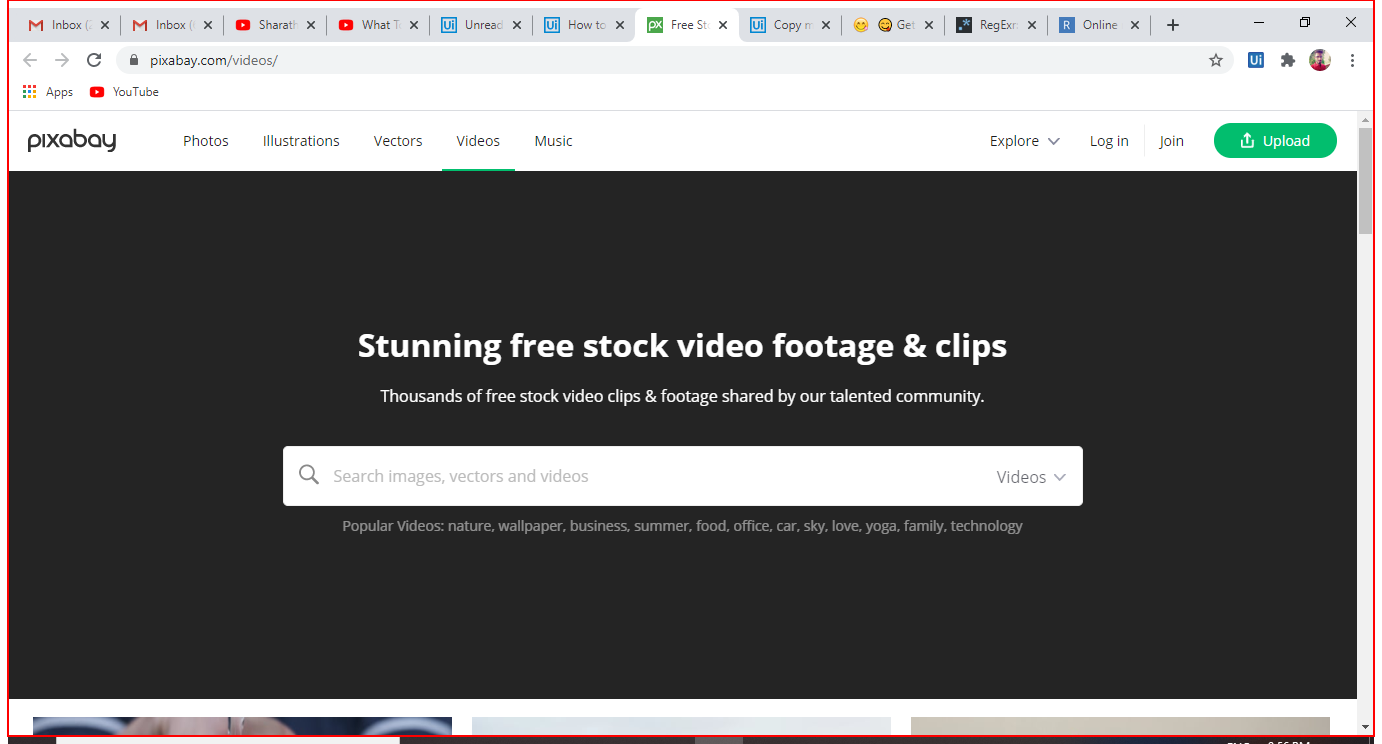 Inbox (
Inbox (
Sharath
What To
Unread
How to
Free Sto
Copy m
Get
RegExr:
Online
pixabay.com/videos/
Ui
Apps
YouTube
pixabay
Photos
Illustrations
Vectors
Videos
Music
Explore
Log in
Join
Upload
Stunning free stock video footage & clips
Thousands of free stock video clips & footage shared by our talented community.
Search images, vectors and videos
Videos
Popular Videos: nature, wallpaper, business, summer, food, office, car, sky, love, yoga, family, technology